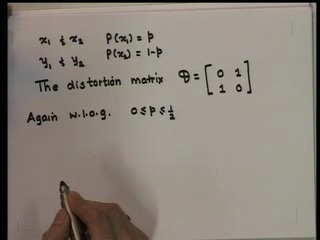 x₁ & x₂ P(x₁) = p
y₁ & y₂ P(x₂) = 1-p
The distortion matrix Φ = [0 1
1 0]
Again w.l.o.g. 0 ≤ p ≤ ½